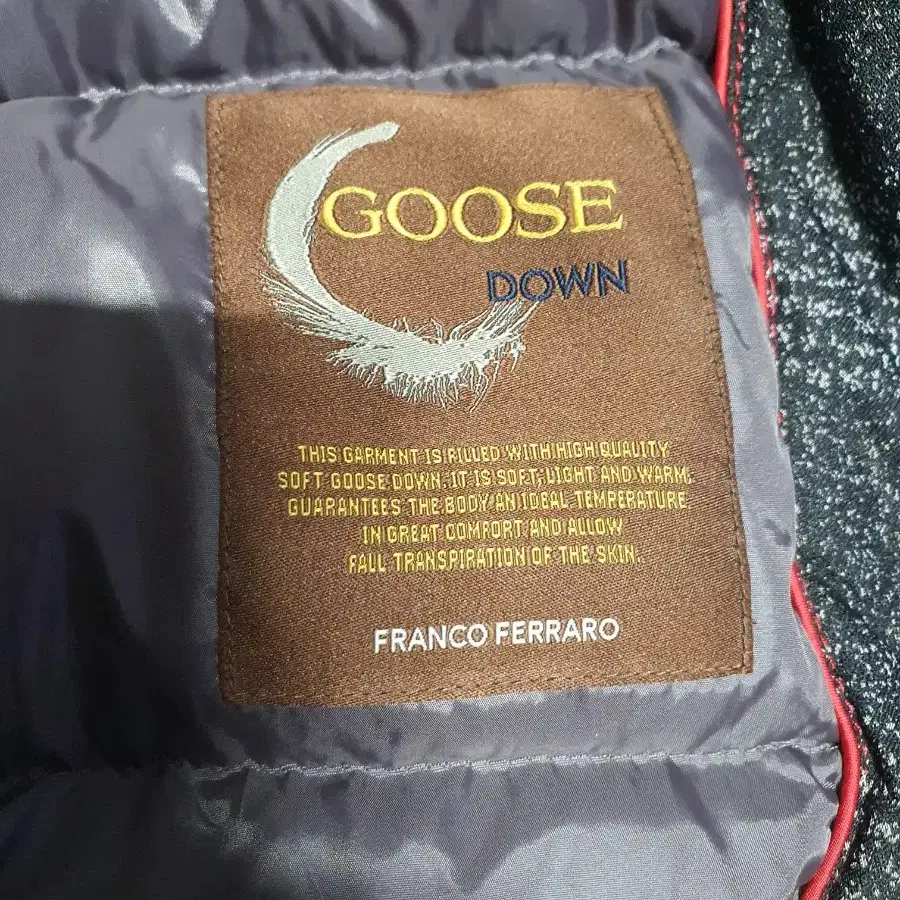 GOOSE
DOWN
THIS GARMENT IS FILLED WITH HIGH QUALITY
SOFT GOOSE DOWN. IT IS SOFT, LIGHT AND WARM.
GUARANTEES THE BODY AN IDEAL TEMPERATURE
IN GREAT COMFORT AND ALLOW
FALL TRANSPIRATION OF THE SKIN.
FRANCO FERRARO